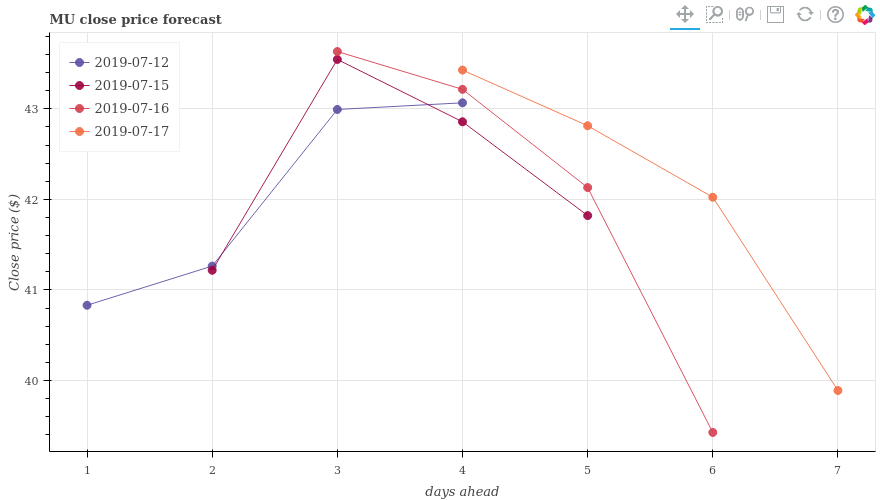 MU close price forecast
2019-07-12
2019-07-15
2019-07-16
2019-07-17
Close price ($)
43
42
41
40
1 2 3 4 5 6 7
days ahead